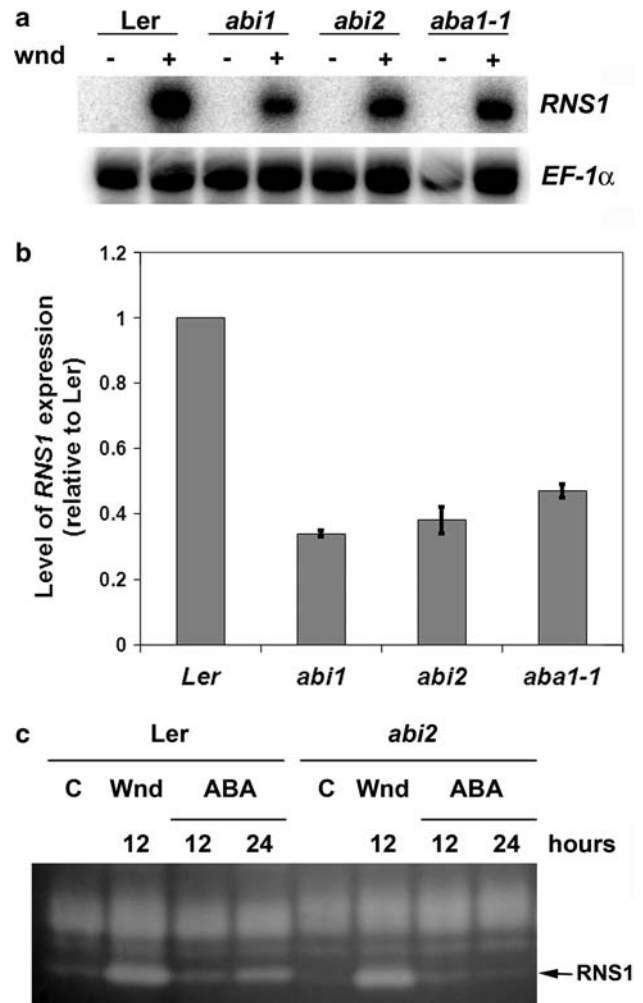 a
Ler abi1 abi2 aba1-1
wnd - + - + - + - +
RNS1
EF-1α
b
Level of RNS1 expression
(relative to Ler)
1.2
1
0.8
0.6
0.4
0.2
0
Ler abi1 abi2 aba1-1
c
Ler abi2
C Wnd ABA C Wnd ABA
12 12 24 12 12 24 hours
RNS1